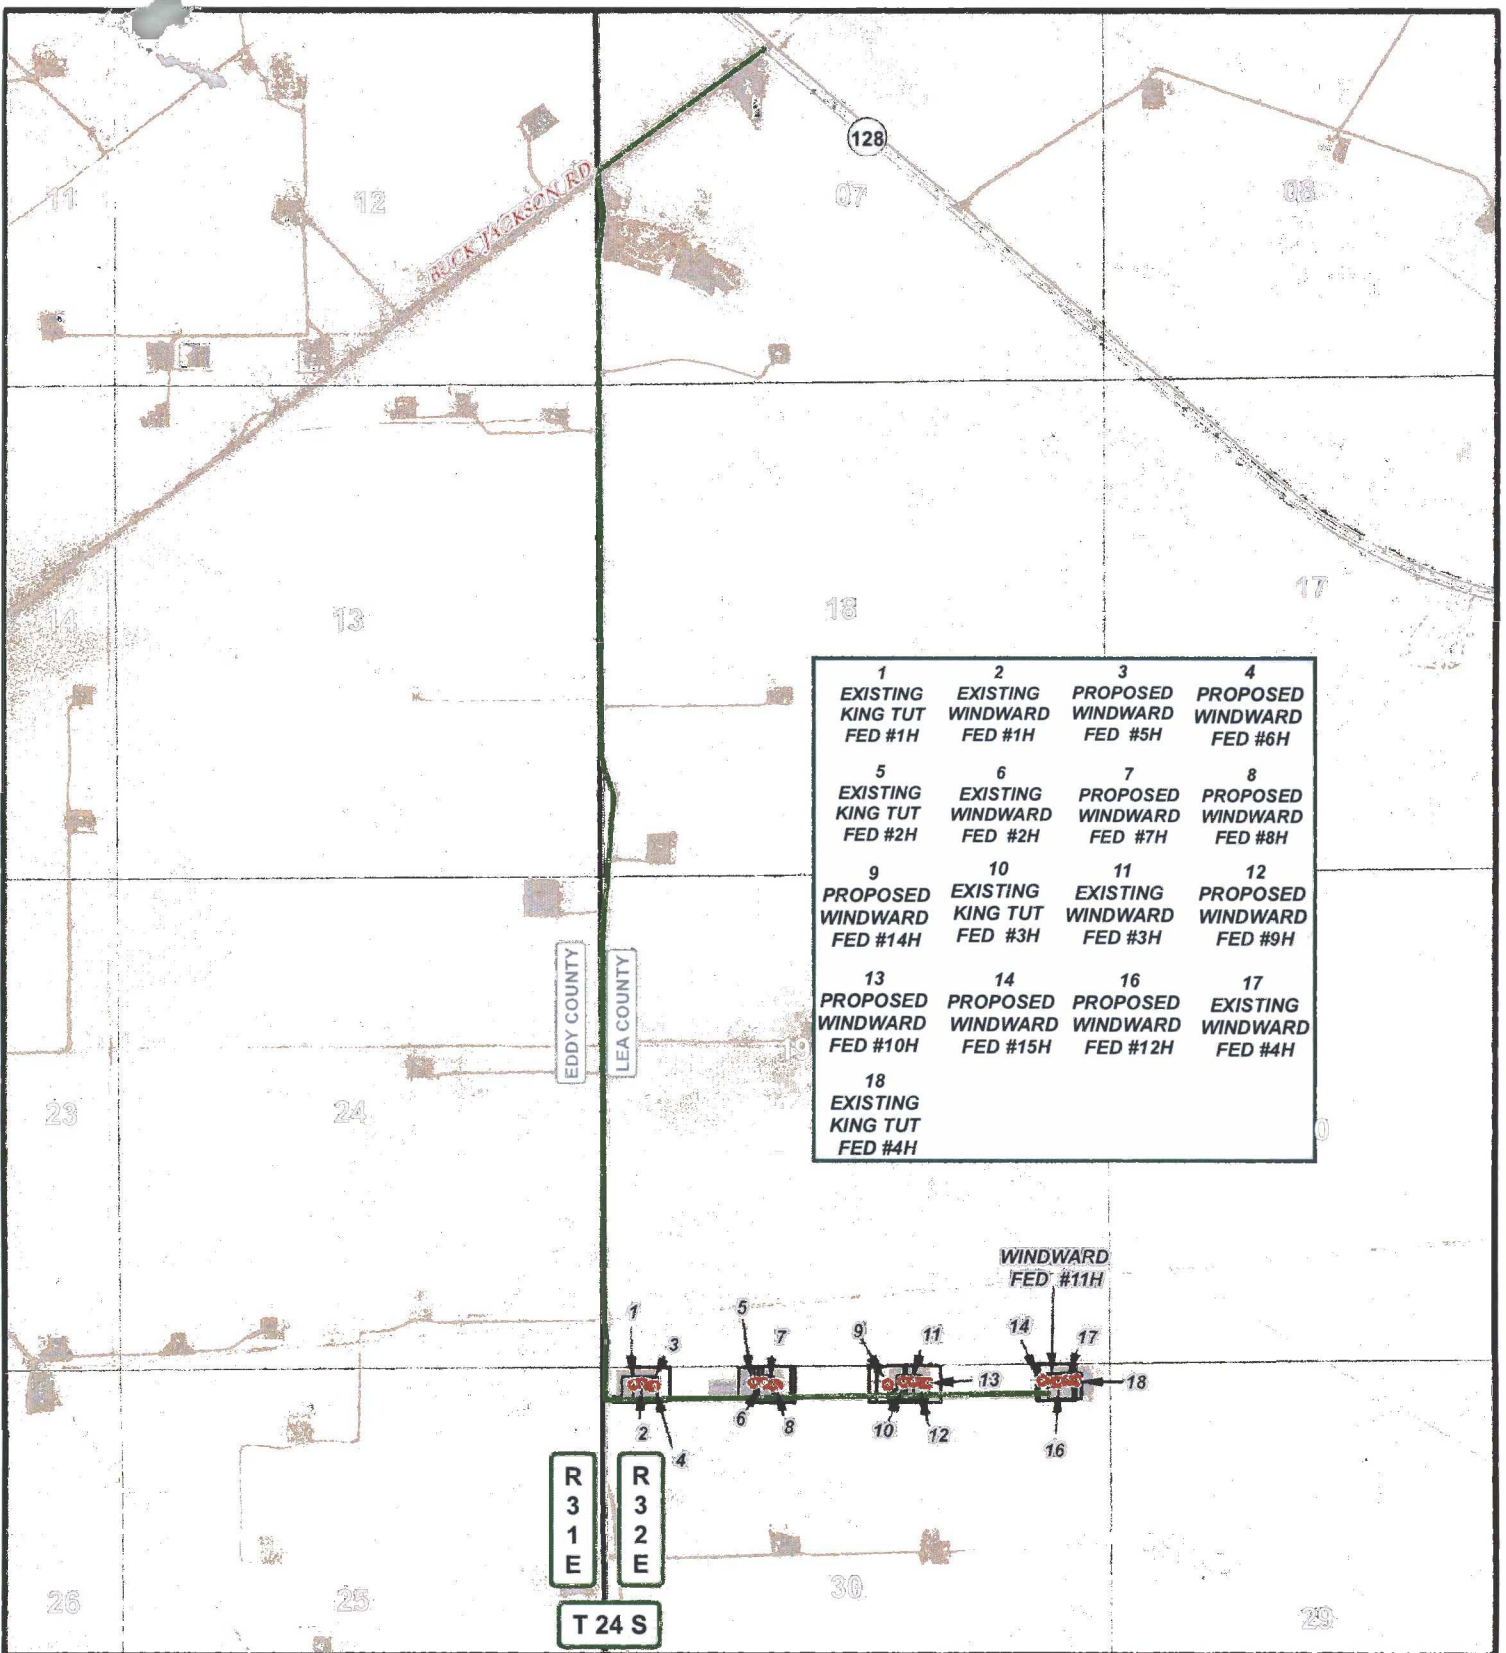 128
11
12
07
08
BUCK JACKSON RD
14
13
18
17
1
EXISTING
KING TUT
FED #1H
2
EXISTING
WINDWARD
FED #1H
3
PROPOSED
WINDWARD
FED #5H
4
PROPOSED
WINDWARD
FED #6H
5
EXISTING
KING TUT
FED #2H
6
EXISTING
WINDWARD
FED #2H
7
PROPOSED
WINDWARD
FED #7H
8
PROPOSED
WINDWARD
FED #8H
9
PROPOSED
WINDWARD
FED #14H
10
EXISTING
KING TUT
FED #3H
11
EXISTING
WINDWARD
FED #3H
12
PROPOSED
WINDWARD
FED #9H
13
PROPOSED
WINDWARD
FED #10H
14
PROPOSED
WINDWARD
FED #15H
16
PROPOSED
WINDWARD
FED #12H
17
EXISTING
WINDWARD
FED #4H
18
EXISTING
KING TUT
FED #4H
EDDY COUNTY
LEA COUNTY
19
23
24
0
WINDWARD
FED #11H
1
3
5
7
9
11
14
17
13
18
2
4
6
8
10
12
16
R
3
1
E
R
3
2
E
26
25
30
29
T 24 S